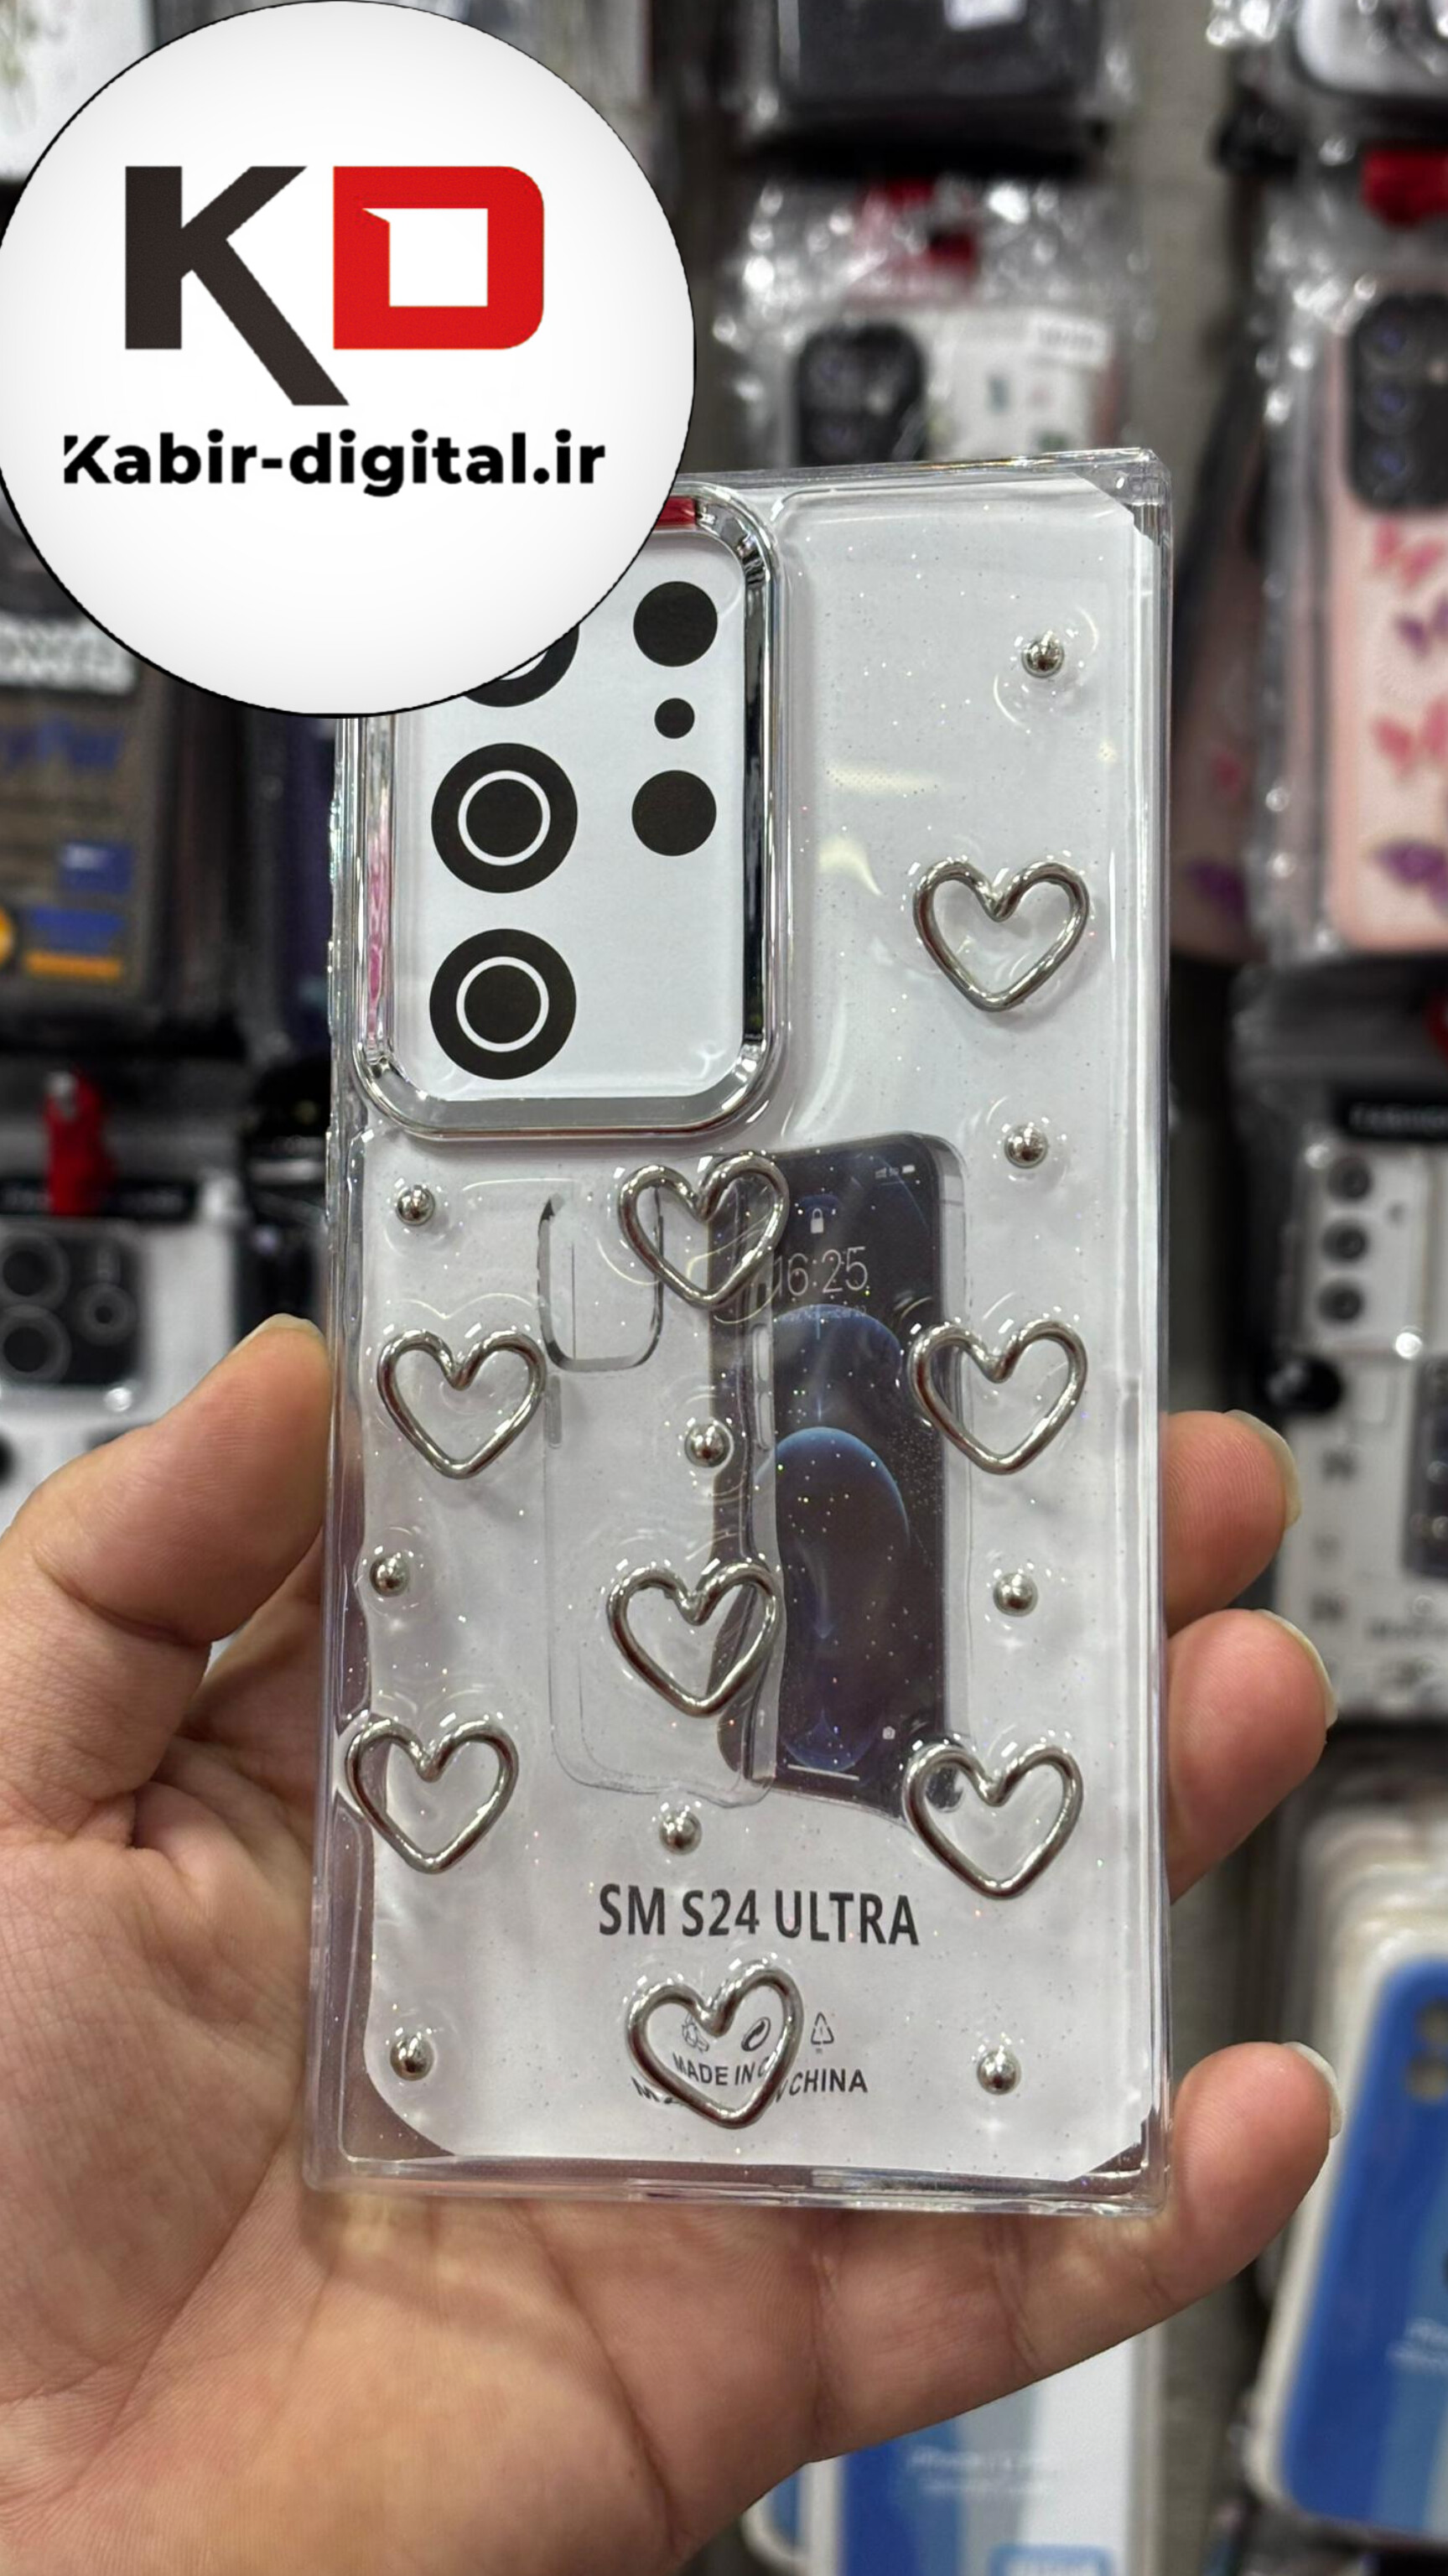 KD
Kabir-digital.ir
16:25
SM S24 ULTRA
MADE IN CHINA